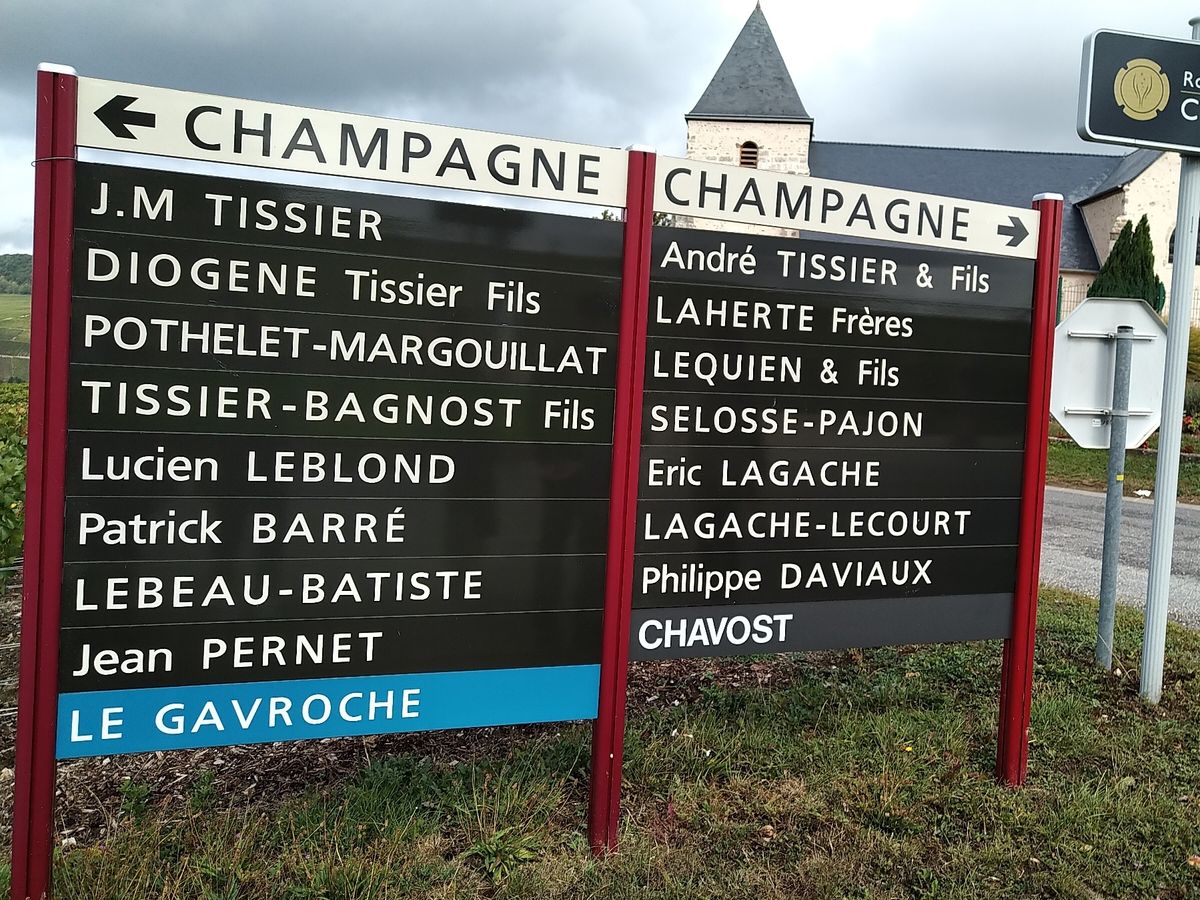 CHAMPAGNE
J.M TISSIER
DIOGENE Tissier Fils
POTHELET-MARGOUILLAT
TISSIER-BAGNOST Fils
Lucien LEBLOND
Patrick BARRÉ
LEBEAU-BATISTE
Jean PERNET
LE GAVROCHE
CHAMPAGNE
André TISSIER & Fils
LAHERTE Frères
LEQUIEN & Fils
SELOSSE-PAJON
Eric LAGACHE
LAGACHE-LECOURT
Philippe DAVIAUX
CHAVOST